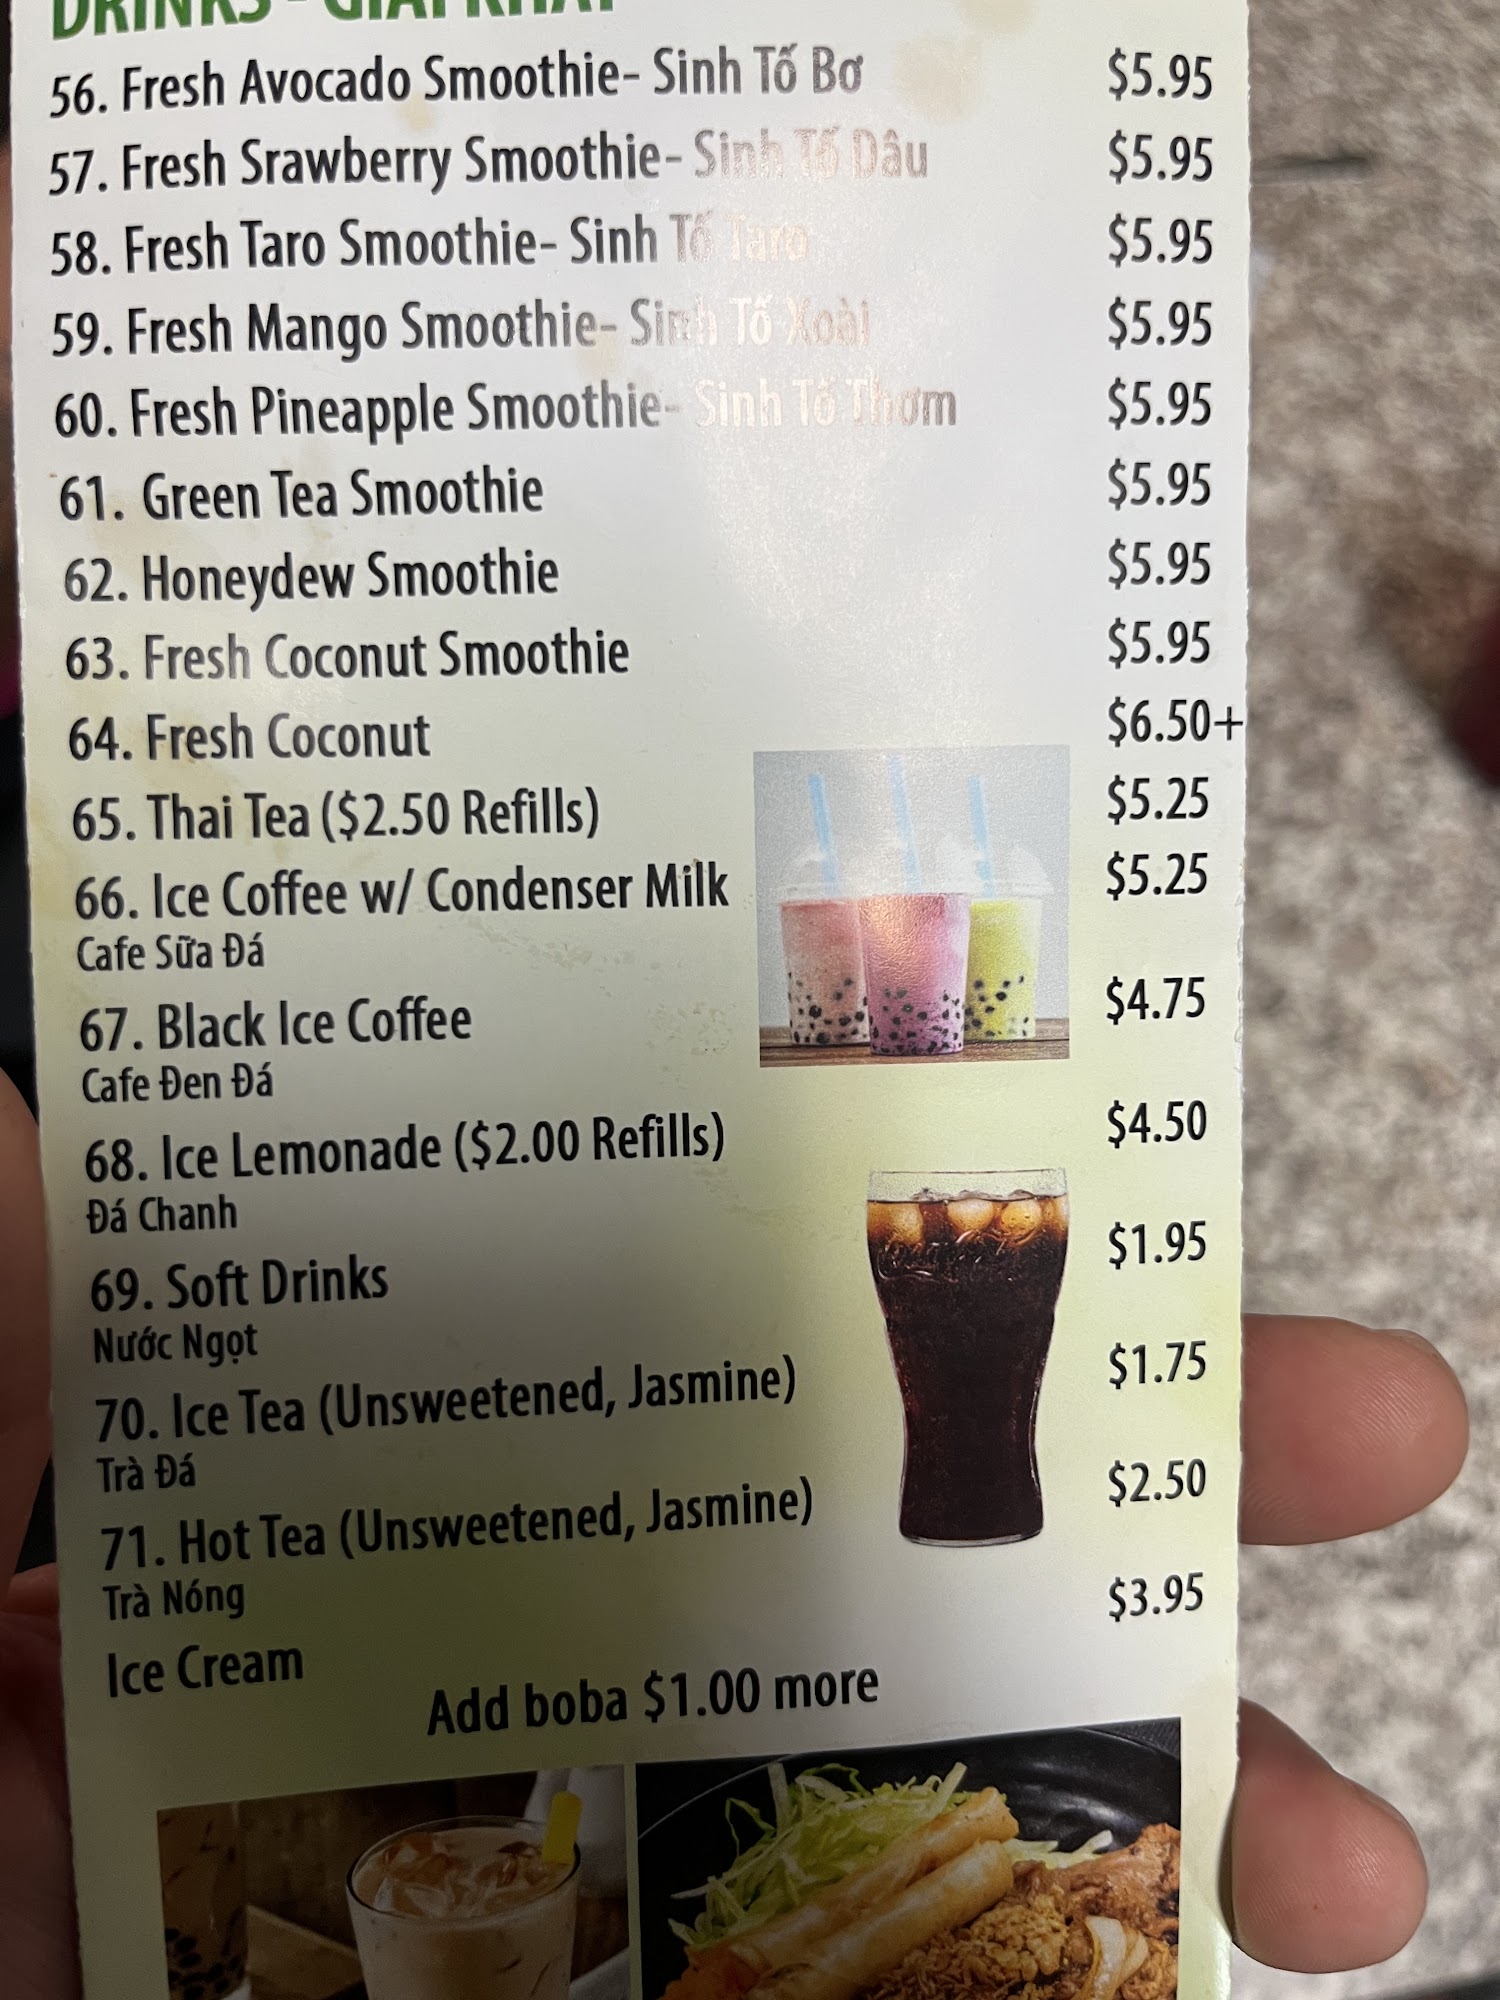 DRINKS - GIẢI KHÁT
56. Fresh Avocado Smoothie- Sinh Tố Bơ $5.95
57. Fresh Srawberry Smoothie- Sinh Tố Dâu $5.95
58. Fresh Taro Smoothie- Sinh Tố Taro $5.95
59. Fresh Mango Smoothie- Sinh Tố Xoài $5.95
60. Fresh Pineapple Smoothie- Sinh Tố Thơm $5.95
61. Green Tea Smoothie $5.95
62. Honeydew Smoothie $5.95
63. Fresh Coconut Smoothie $5.95
64. Fresh Coconut $6.50+
65. Thai Tea ($2.50 Refills) $5.25
66. Ice Coffee w/ Condenser Milk $5.25
Cafe Sữa Đá
67. Black Ice Coffee $4.75
Cafe Đen Đá
68. Ice Lemonade ($2.00 Refills) $4.50
Đá Chanh
69. Soft Drinks $1.95
Nước Ngọt
70. Ice Tea (Unsweetened, Jasmine) $1.75
Trà Đá
71. Hot Tea (Unsweetened, Jasmine) $2.50
Trà Nóng
Ice Cream $3.95
Add boba $1.00 more